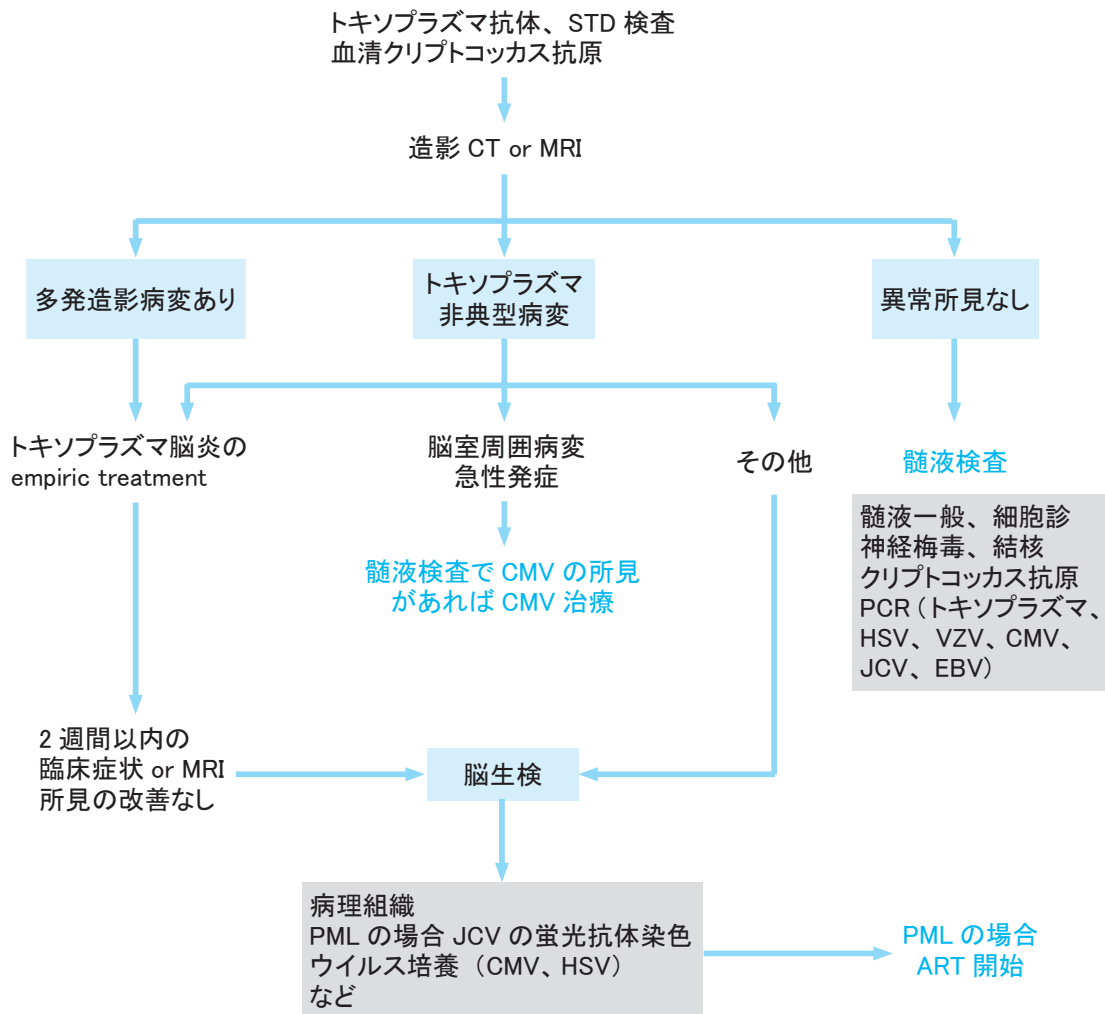 トキソプラズマ抗体、STD 検査
血清クリプトコッカス抗原
造影 CT or MRI
多発造影病変あり
トキソプラズマ
非典型病変
異常所見なし
トキソプラズマ脳炎の
empiric treatment
脳室周囲病変
急性発症
その他
髄液検査
髄液検査で CMV の所見
があれば CMV 治療
髄液一般、細胞診
神経梅毒、結核
クリプトコッカス抗原
PCR（トキソプラズマ、
HSV、VZV、CMV、
JCV、EBV）
2 週間以内の
臨床症状 or MRI
所見の改善なし
脳生検
病理組織
PML の場合 JCV の蛍光抗体染色
ウイルス培養（CMV、HSV）
など
PML の場合
ART 開始